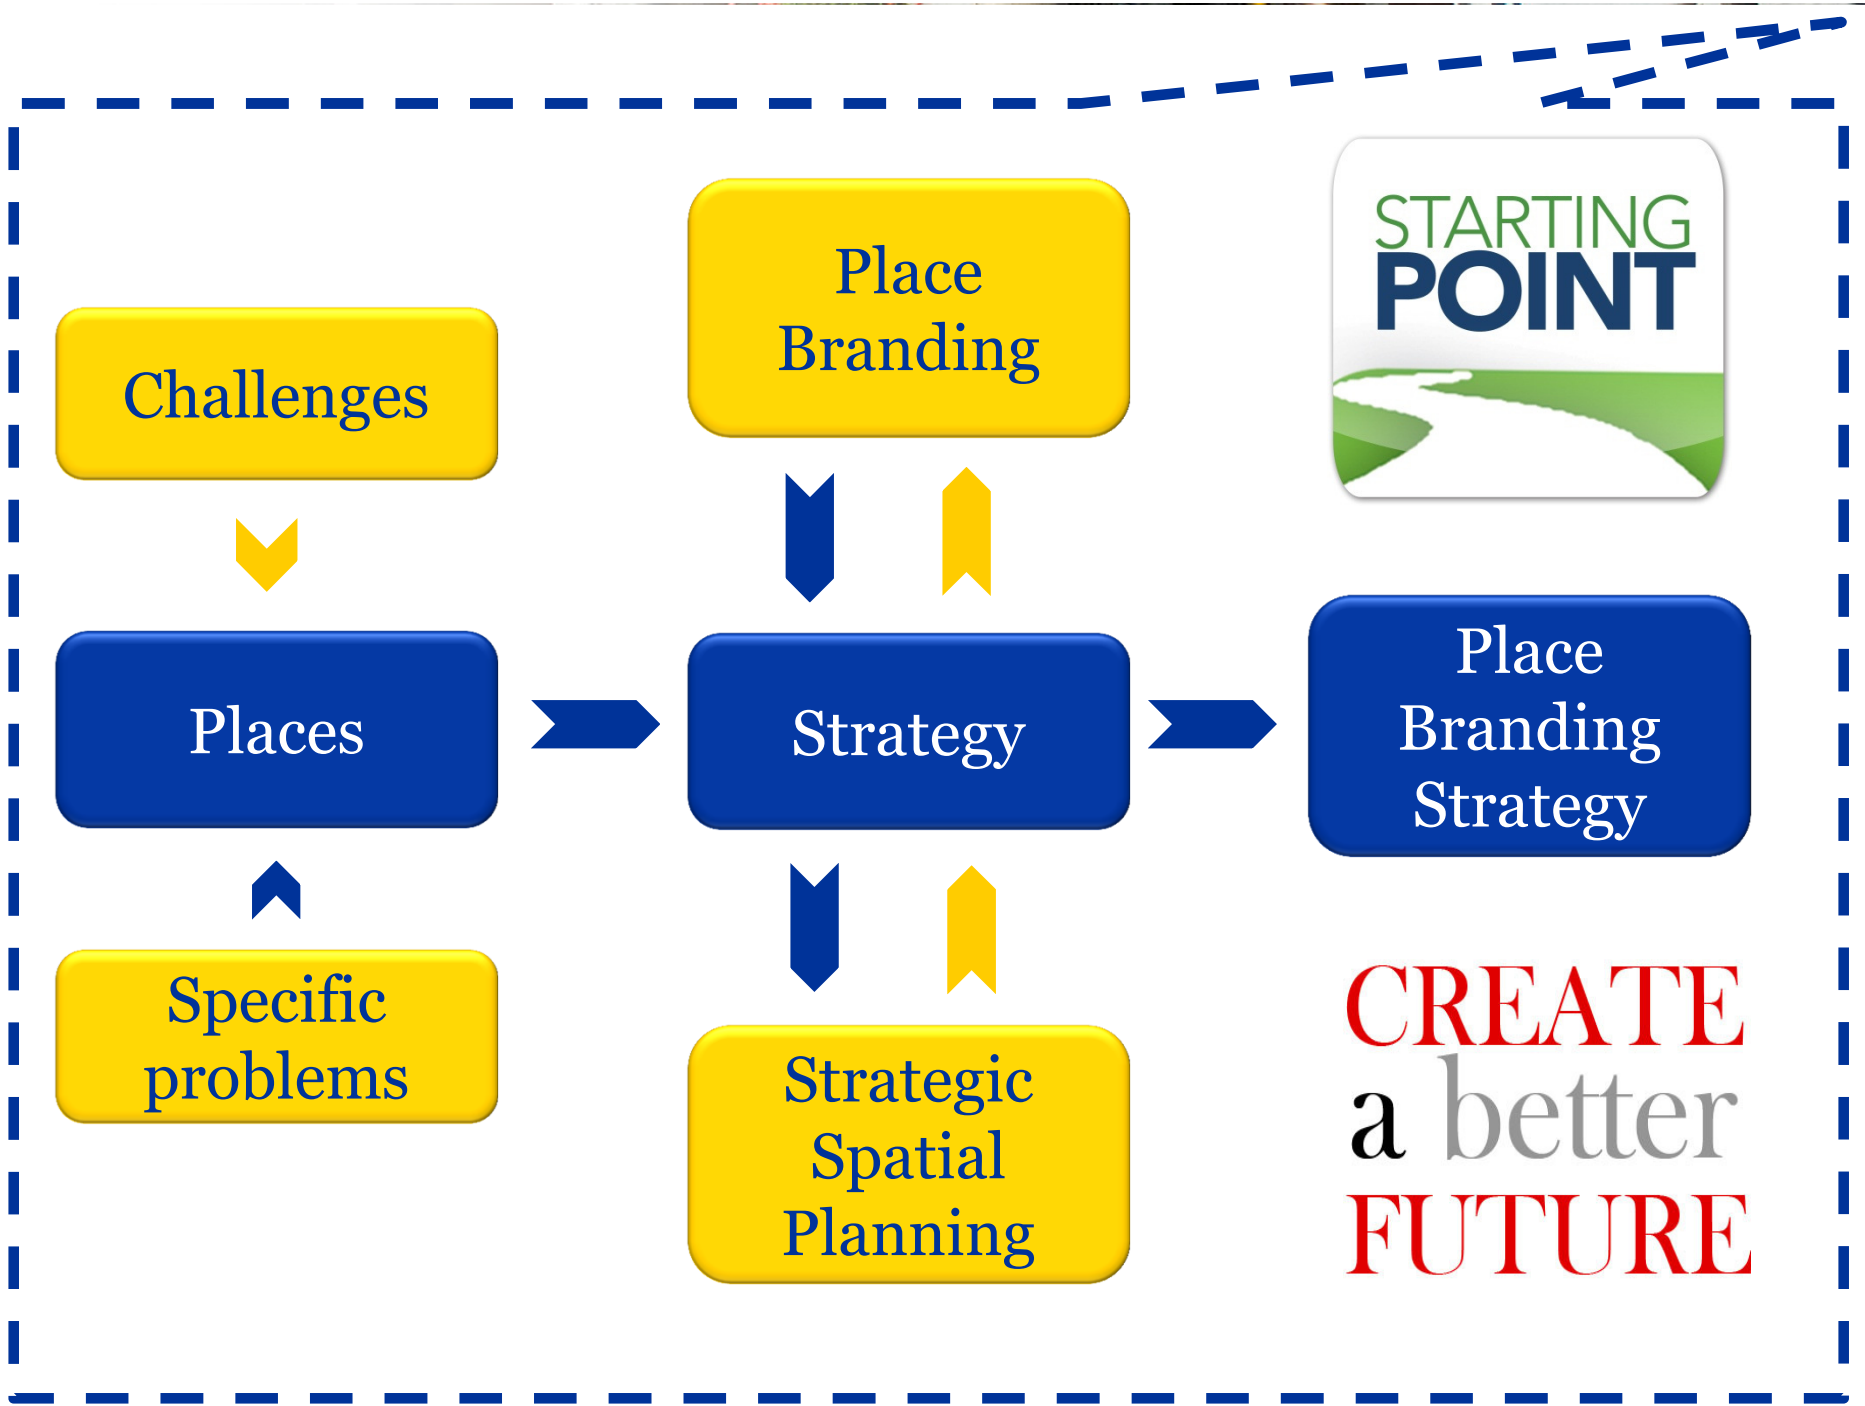 Challenges
Places
Specific
problems
Place
Branding
Strategy
Strategic
Spatial
Planning
STARTING
POINT
Place
Branding
Strategy
CREATE
a better
FUTURE